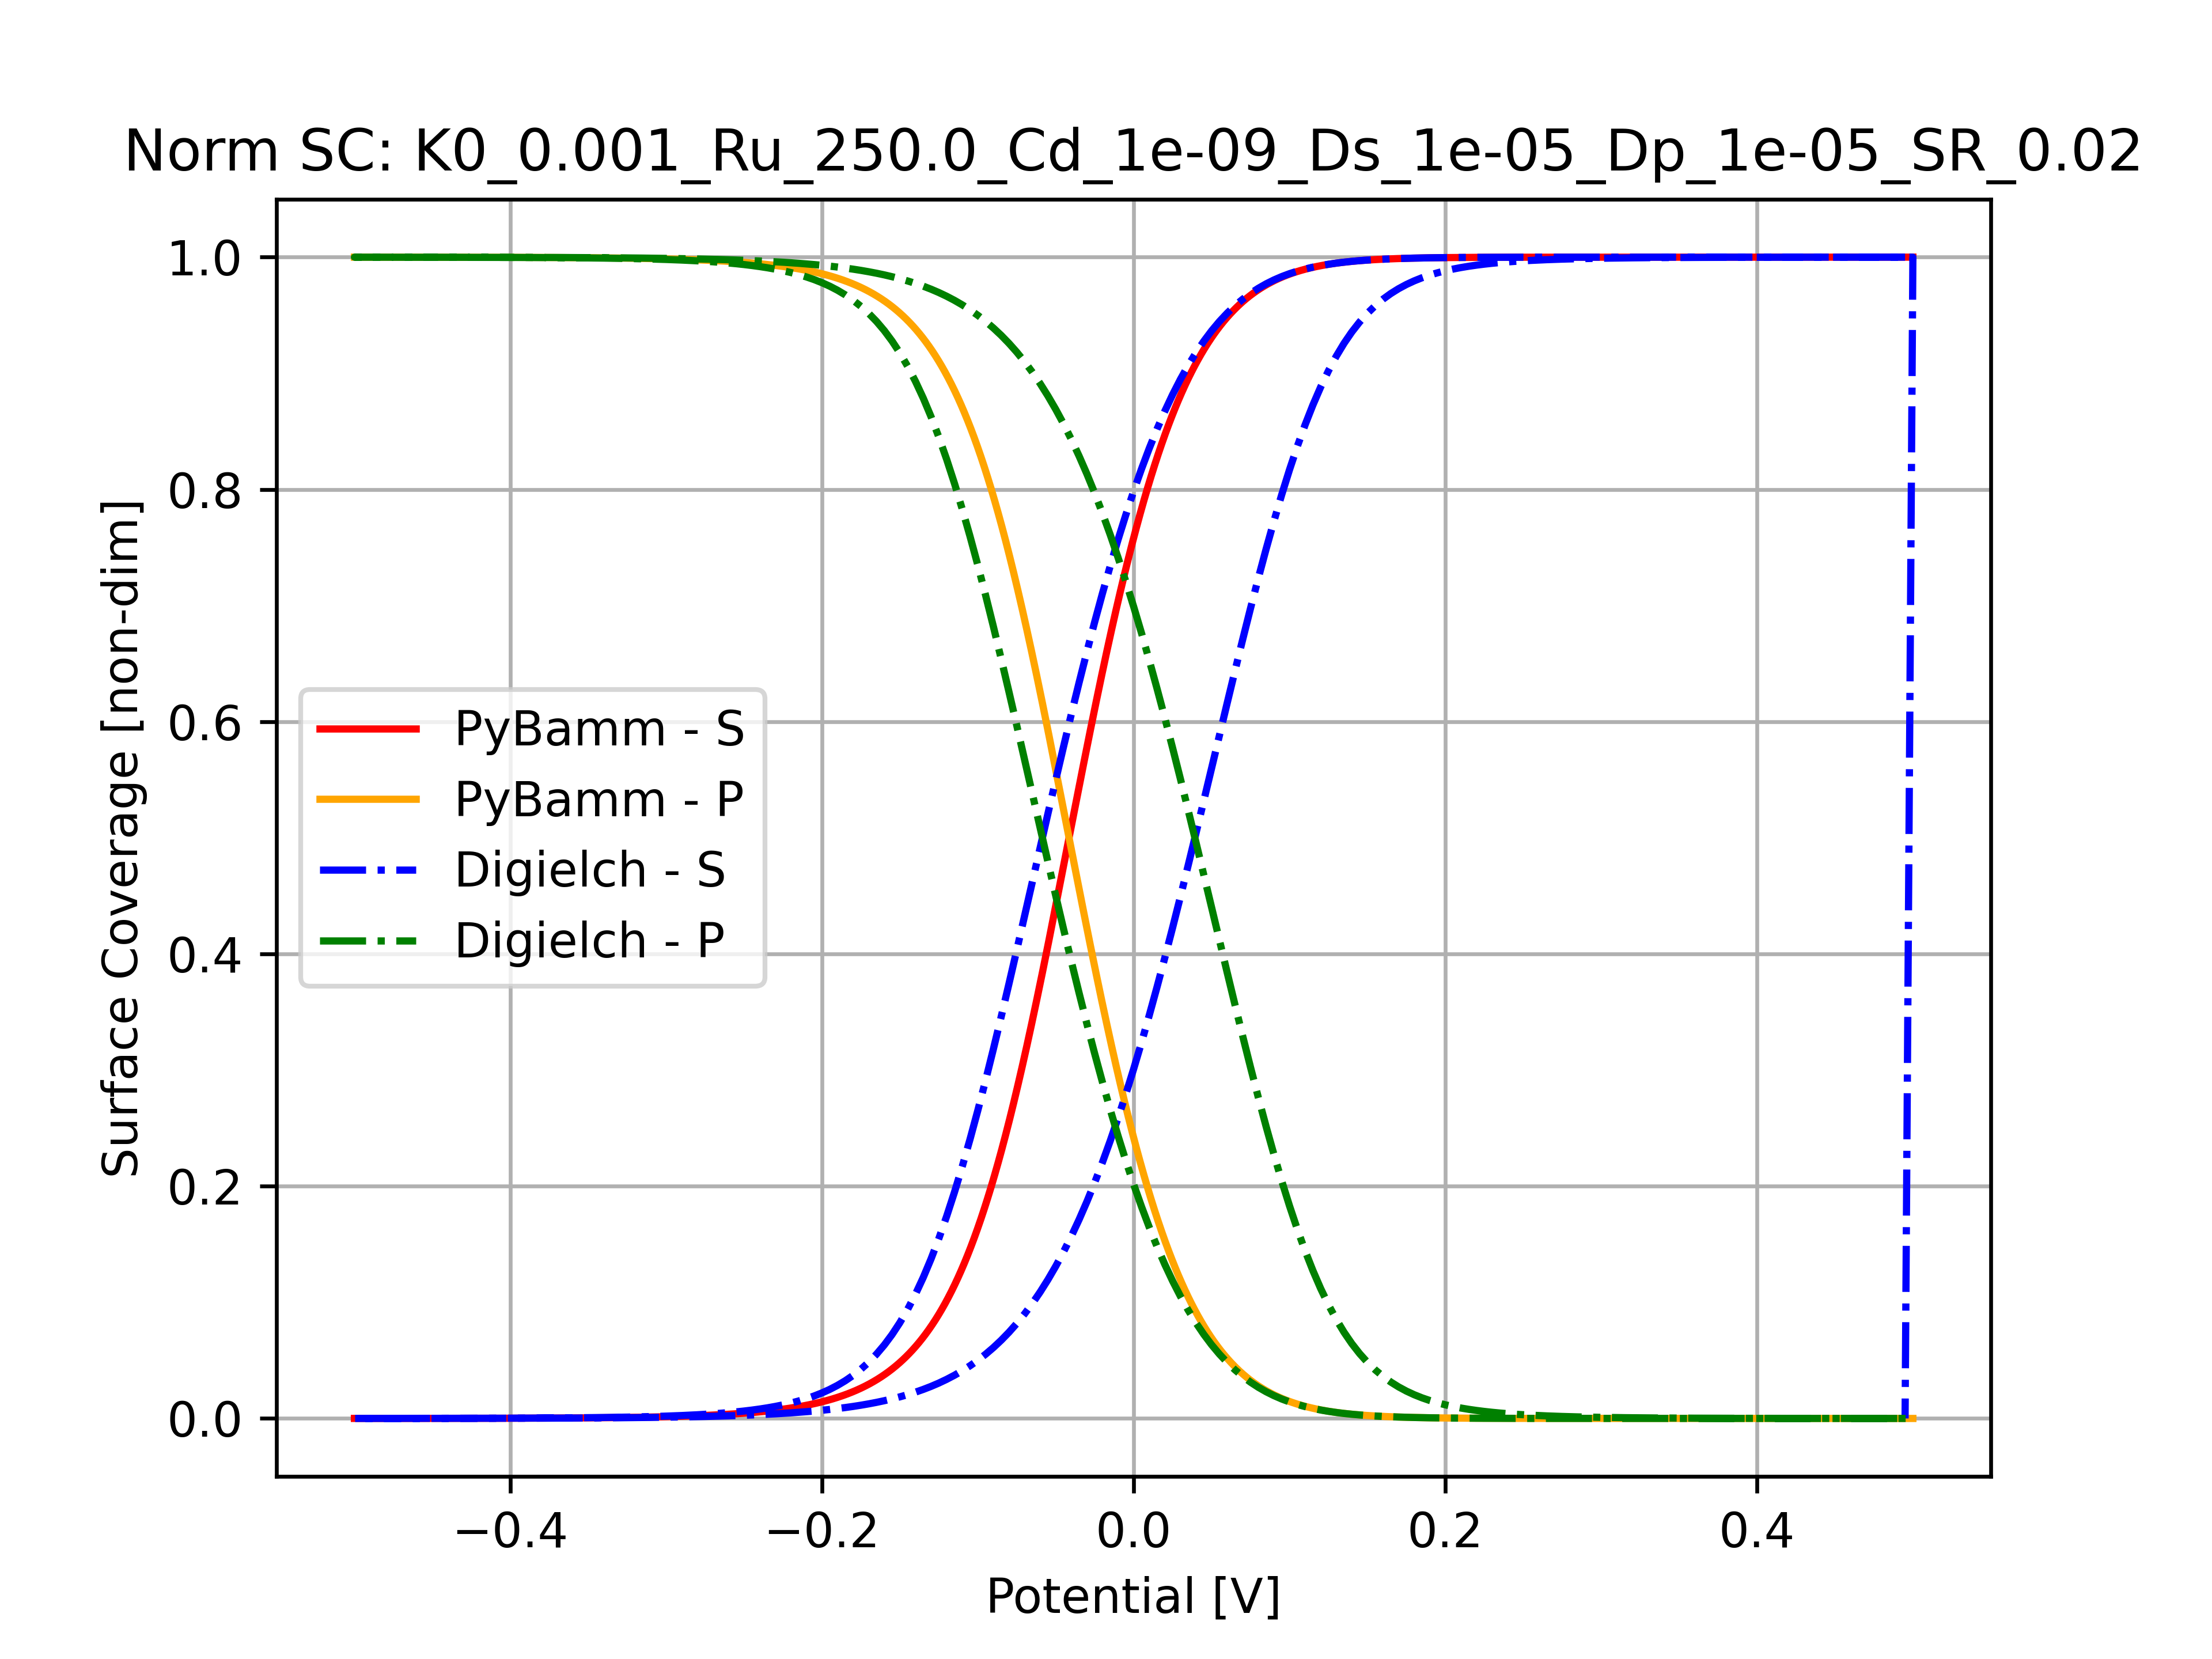 Norm SC: K0_0.001_Ru_250.0_Cd_1e-09_Ds_1e-05_Dp_1e-05_SR_0.02
Surface Coverage [non-dim]
1.0
0.8
0.6
0.4
0.2
0.0
PyBamm - S
PyBamm - P
Digielch - S
Digielch - P
−0.4
−0.2
0.0
0.2
0.4
Potential [V]